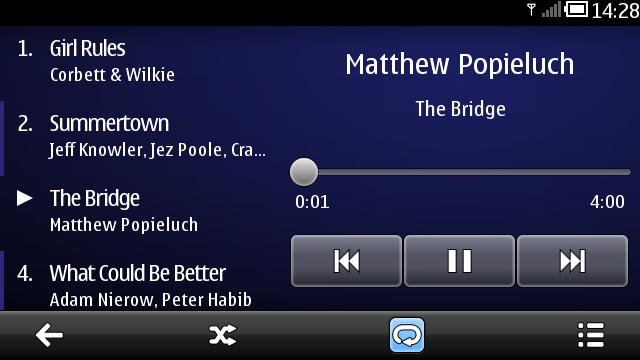 14:28
1. Girl Rules
Corbett & Wilkie
2. Summertown
Jeff Knowler, Jez Poole, Cra...
The Bridge
Matthew Popieluch
4. What Could Be Better
Adam Nierow, Peter Habib
Matthew Popieluch
The Bridge
0:01 4:00